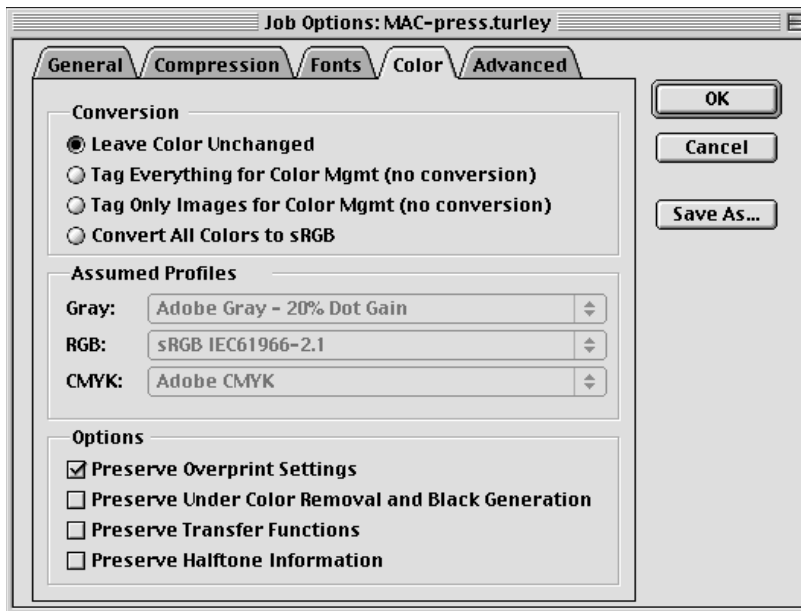 Job Options: MAC-press.turley
General Compression Fonts Color Advanced
Conversion
Leave Color Unchanged
Tag Everything for Color Mgmt (no conversion)
Tag Only Images for Color Mgmt (no conversion)
Convert All Colors to sRGB
Assumed Profiles
Gray: Adobe Gray - 20% Dot Gain
RGB: sRGB IEC61966-2.1
CMYK: Adobe CMYK
Options
Preserve Overprint Settings
Preserve Under Color Removal and Black Generation
Preserve Transfer Functions
Preserve Halftone Information
OK
Cancel
Save As...